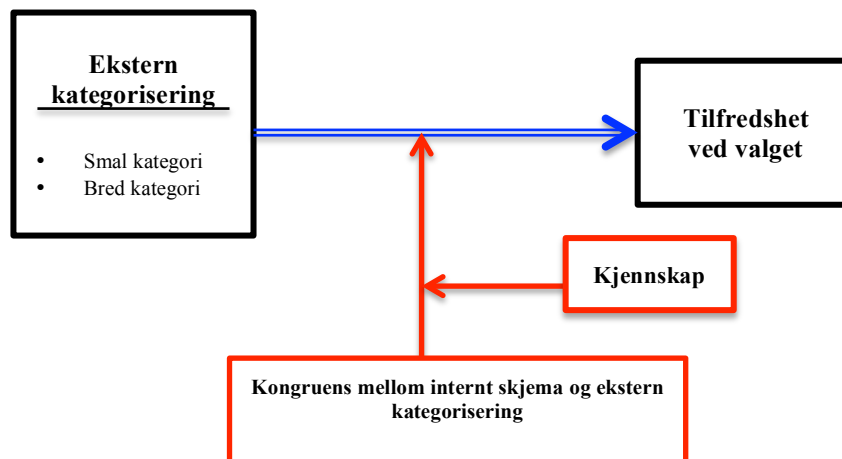 Ekstern
kategorisering
• Smal kategori
• Bred kategori
Tilfredshet
ved valget
Kjennskap
Kongruens mellom internt skjema og ekstern
kategorisering